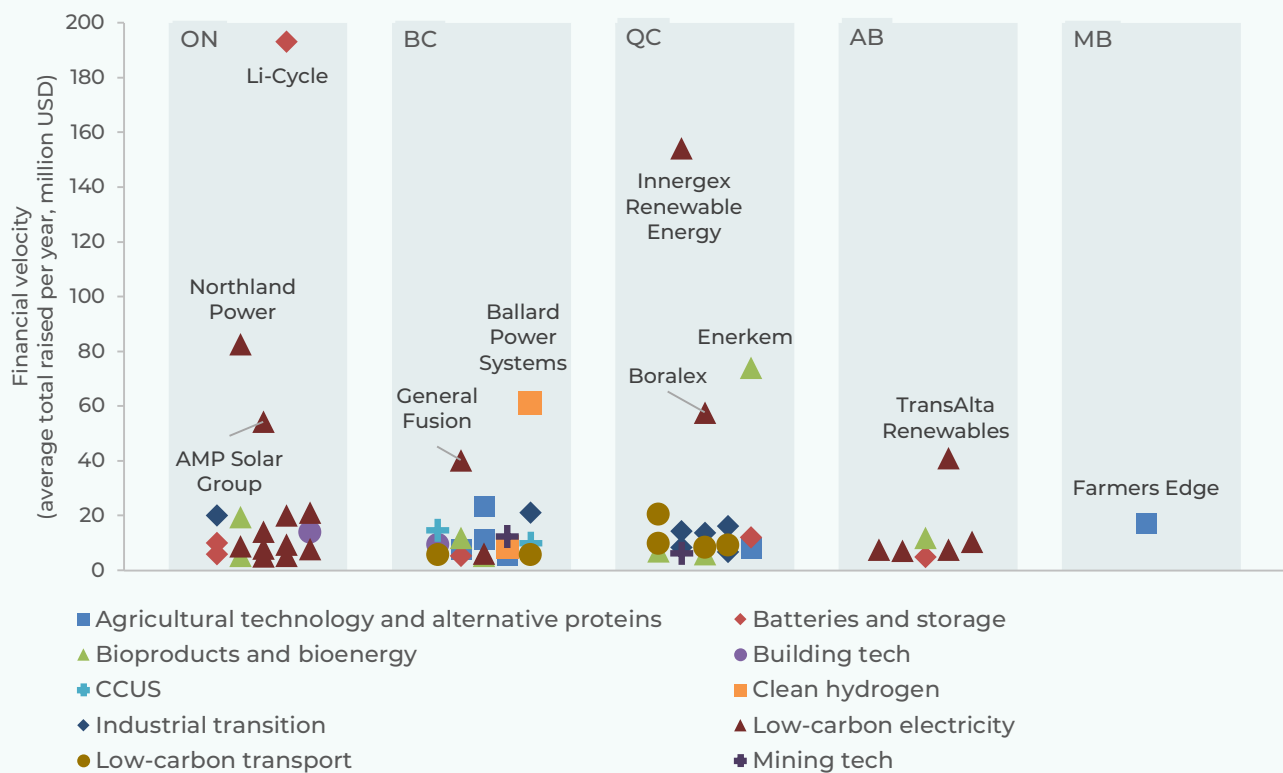 Financial velocity
(average total raised per year, million USD)
200
180
160
140
120
100
80
60
40
20
0
ON
Li-Cycle
Northland
Power
AMP Solar
Group
BC
General
Fusion
Ballard
Power
Systems
QC
Innergex
Renewable
Energy
Boralex
Enerkem
AB
TransAlta
Renewables
MB
Farmers Edge
Agricultural technology and alternative proteins
Batteries and storage
Bioproducts and bioenergy
Building tech
CCUS
Clean hydrogen
Industrial transition
Low-carbon electricity
Low-carbon transport
Mining tech